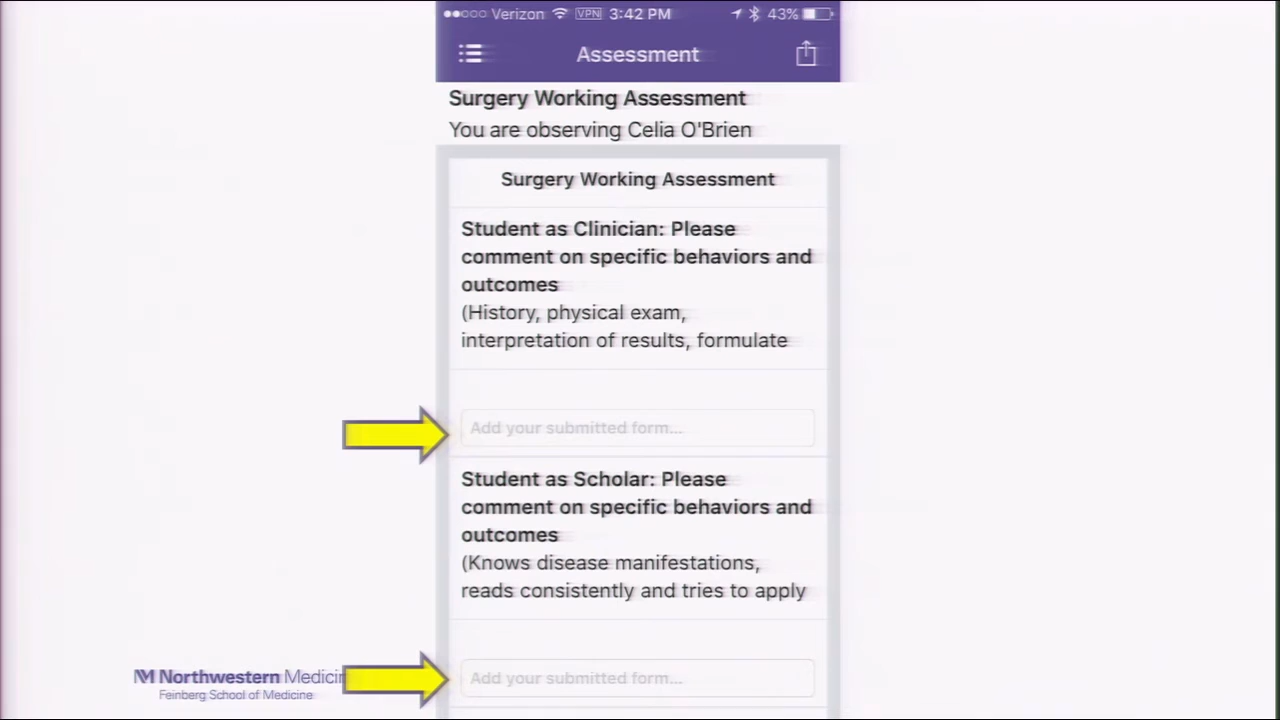 Verizon VPN 3:42 PM 43%
Assessment
Surgery Working Assessment
You are observing Celia O'Brien
Surgery Working Assessment
Student as Clinician: Please
comment on specific behaviors and
outcomes
(History, physical exam,
interpretation of results, formulate
Add your submitted form...
Student as Scholar: Please
comment on specific behaviors and
outcomes
(Knows disease manifestations,
reads consistently and tries to apply
Add your submitted form...
Northwestern Medicin
Feinberg School of Medicine